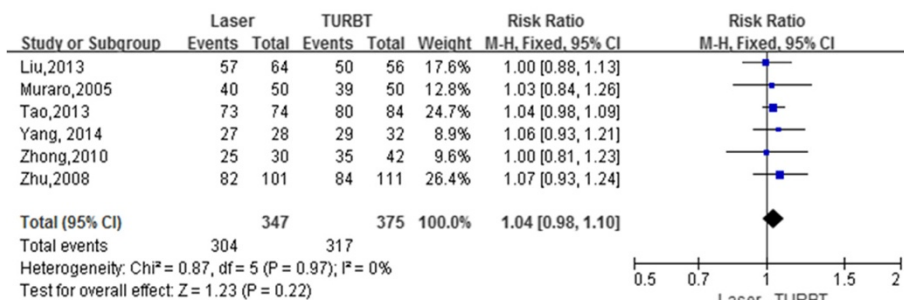 Laser TURBT Risk Ratio Risk Ratio
Study or Subgroup Events Total Events Total Weight M-H, Fixed, 95% CI M-H, Fixed, 95% CI
Liu,2013 57 64 50 56 17.6% 1.00 [0.88, 1.13]
Muraro,2005 40 50 39 50 12.8% 1.03 [0.84, 1.26]
Tao,2013 73 74 80 84 24.7% 1.04 [0.98, 1.09]
Yang, 2014 27 28 29 32 8.9% 1.06 [0.93, 1.21]
Zhong,2010 25 30 35 42 9.6% 1.00 [0.81, 1.23]
Zhu,2008 82 101 84 111 26.4% 1.07 [0.93, 1.24]
Total (95% CI) 347 375 100.0% 1.04 [0.98, 1.10]
Total events 304 317
Heterogeneity: Chi² = 0.87, df = 5 (P = 0.97); I² = 0%
Test for overall effect: Z = 1.23 (P = 0.22)
0.5 0.7 1 1.5 2
Laser TURBT